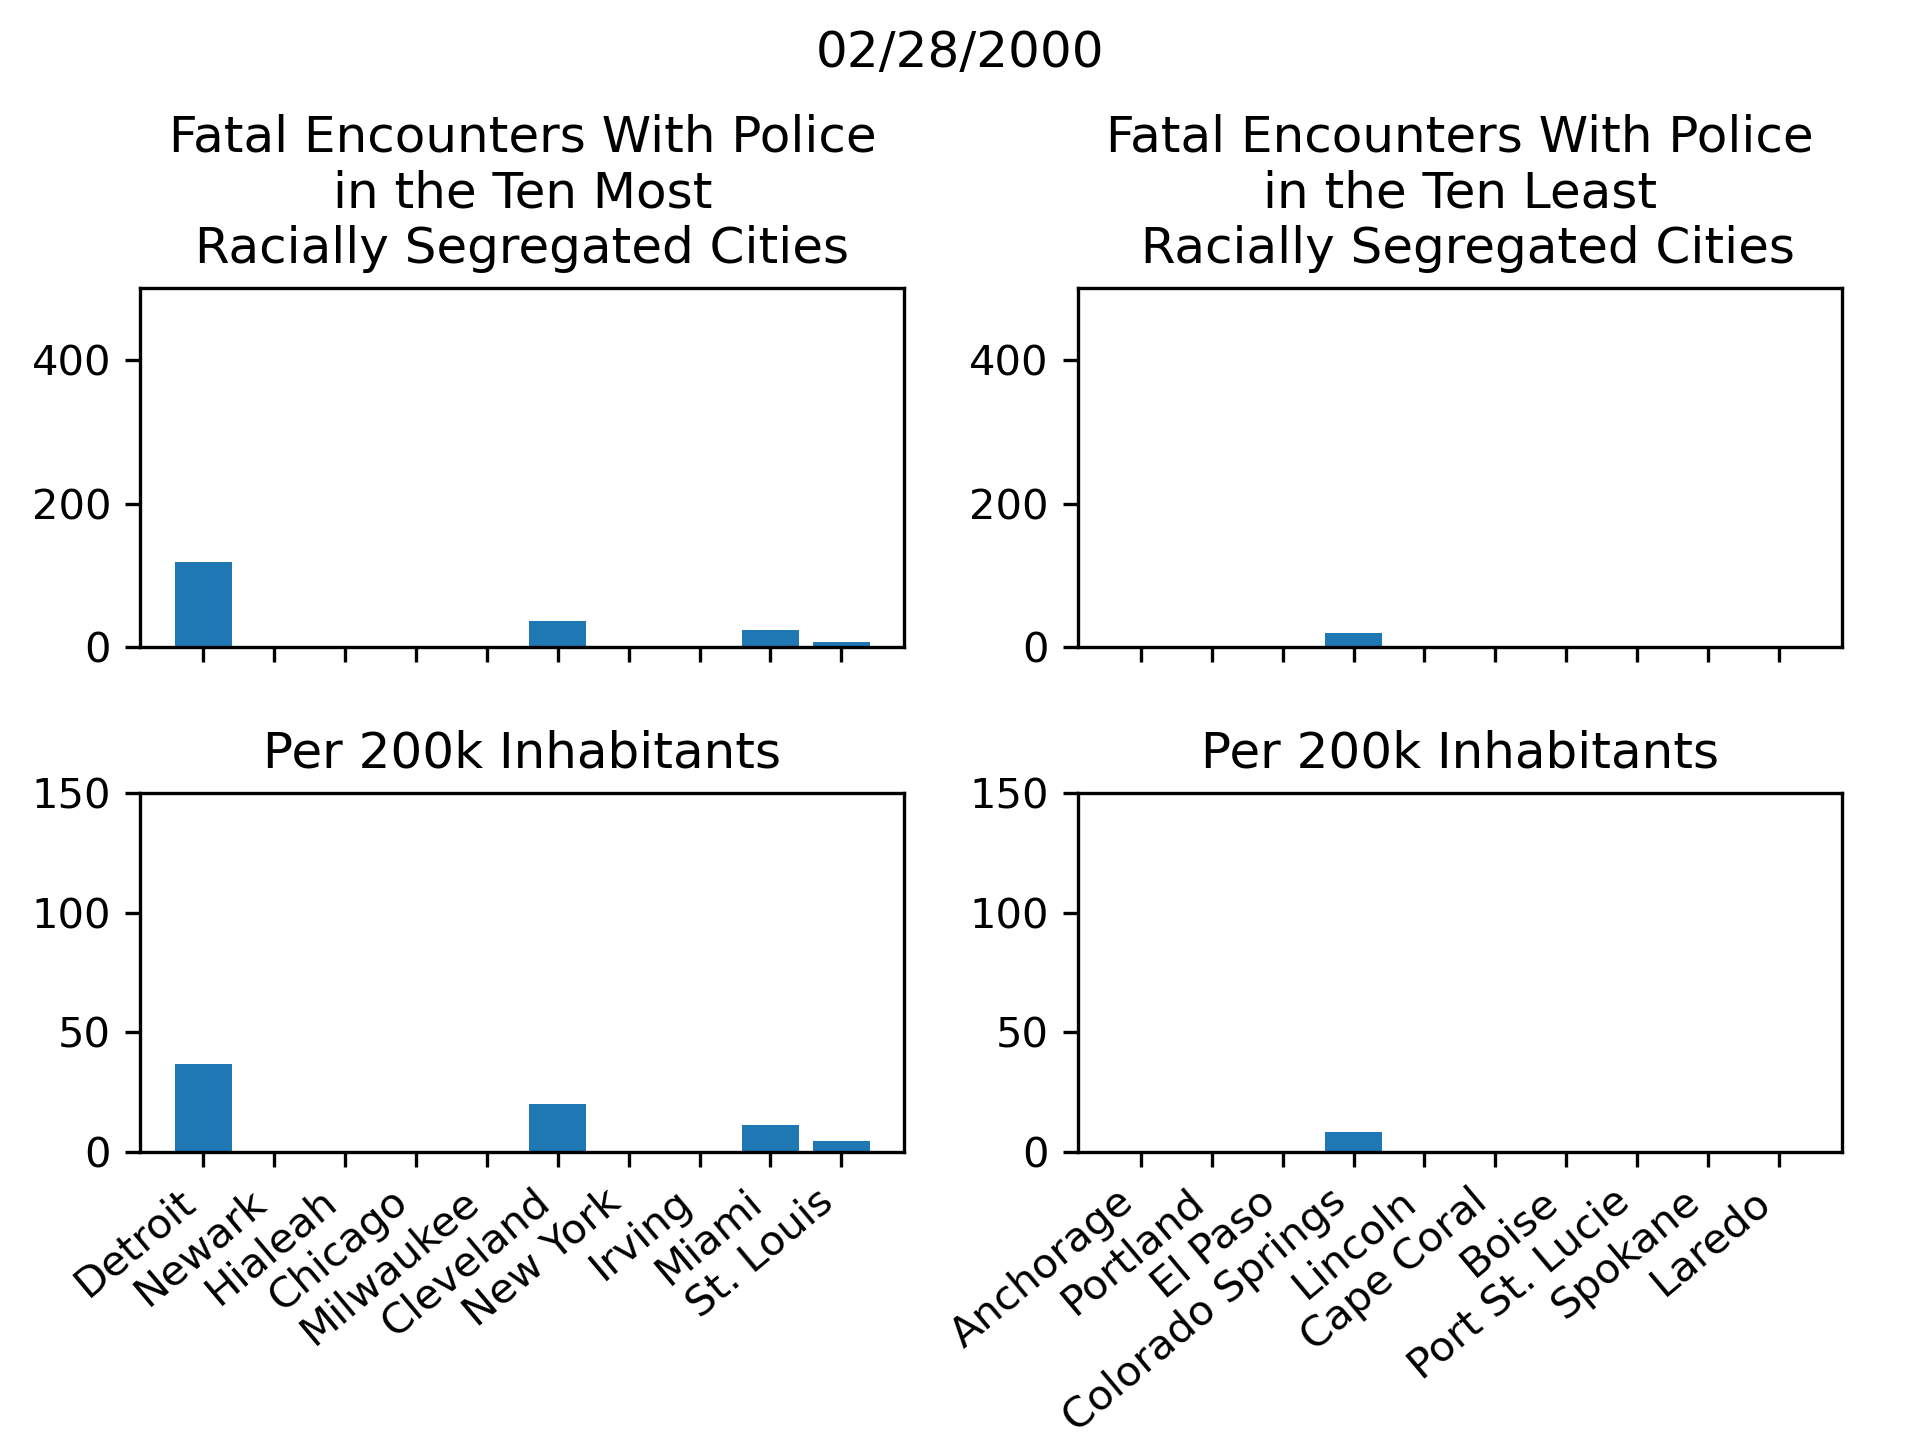 02/28/2000
Fatal Encounters With Police
in the Ten Most
Racially Segregated Cities
400
200
0
Fatal Encounters With Police
in the Ten Least
Racially Segregated Cities
400
200
0
Per 200k Inhabitants
150
100
50
0
Detroit
Newark
Hialeah
Chicago
Milwaukee
Cleveland
New York
Irving
Miami
St. Louis
Per 200k Inhabitants
150
100
50
0
Anchorage
Portland
El Paso
Colorado Springs
Lincoln
Cape Coral
Boise
Port St. Lucie
Spokane
Laredo